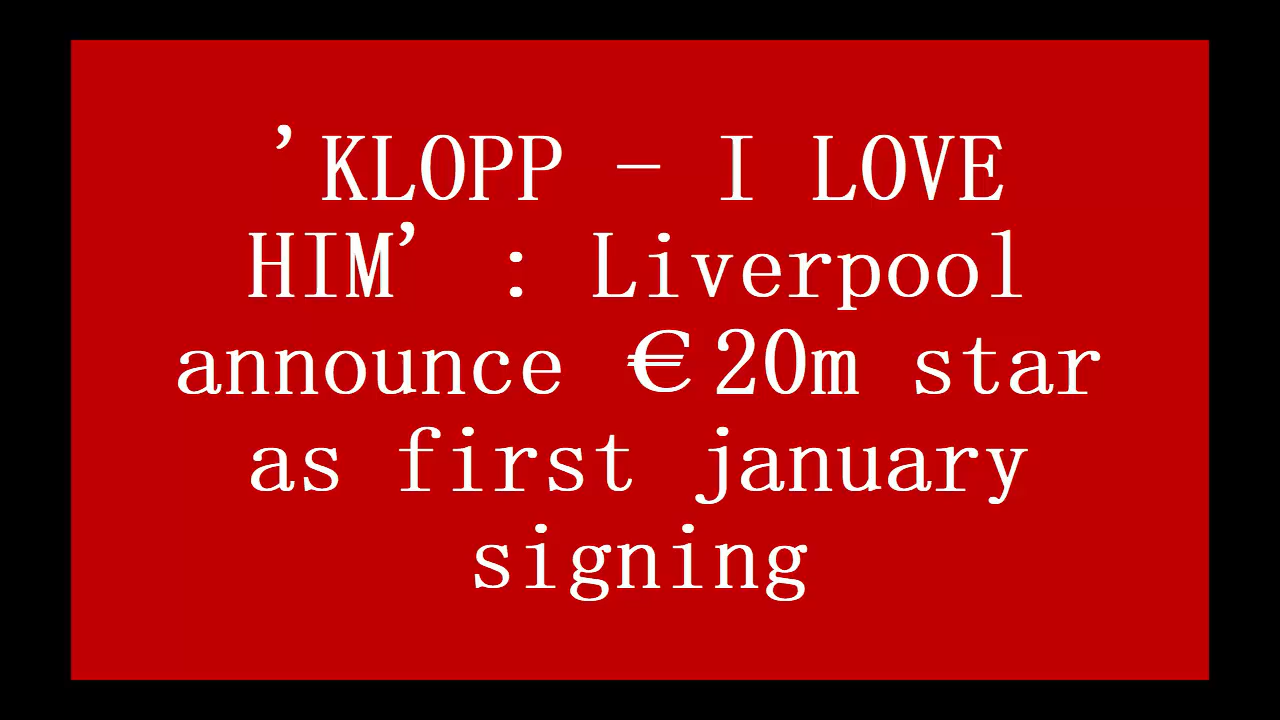 ’KLOPP – I LOVE
HIM’ : Liverpool
announce €20m star
as first january
signing